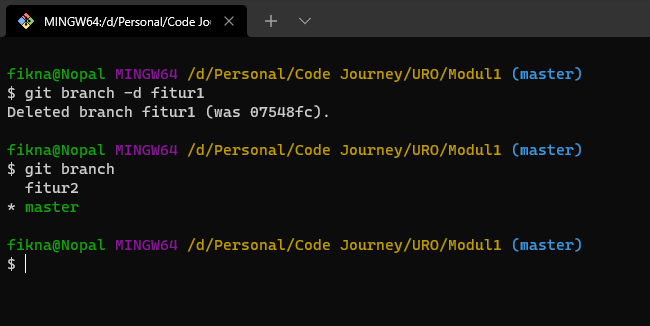 MINGW64:/d/Personal/Code Jou
fikna@Nopal MINGW64 /d/Personal/Code Journey/URO/Modul1 (master)
$ git branch -d fitur1
Deleted branch fitur1 (was 07548fc).
fikna@Nopal MINGW64 /d/Personal/Code Journey/URO/Modul1 (master)
$ git branch
fitur2
* master
fikna@Nopal MINGW64 /d/Personal/Code Journey/URO/Modul1 (master)
$